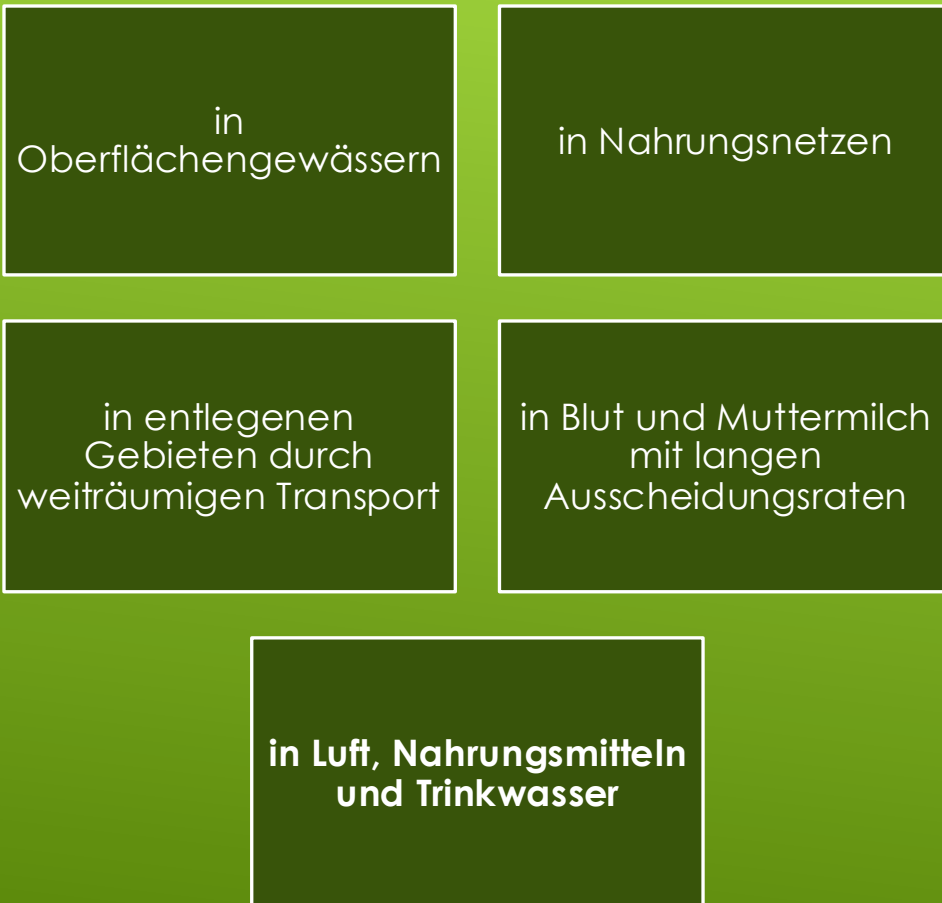 in
Oberflächengewässern
in Nahrungsnetzen
in entlegenen
Gebieten durch
weiträumigen Transport
in Blut und Muttermilch
mit langen
Ausscheidungsraten
in Luft, Nahrungsmitteln
und Trinkwasser